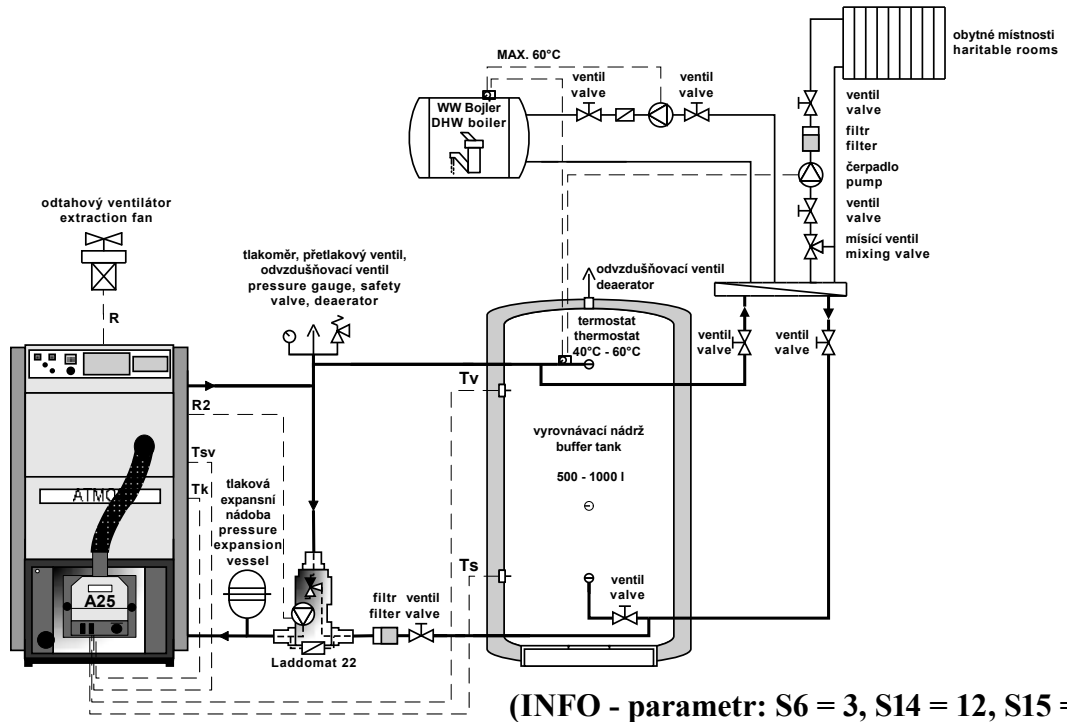 obytné místnosti
haritable rooms
MAX. 60°C
ventil
valve
ventil
valve
WW Bojler
DHW boiler
ventil
valve
filtr
filter
čerpadlo
pump
ventil
valve
mísící ventil
mixing valve
odtahový ventilátor
extraction fan
tlakoměr, přetlakový ventil,
odvzdušňovací ventil
pressure gauge, safety
valve, deaerator
odvzdušňovací ventil
deaerator
R
termostat
thermostat
40°C - 60°C
ventil
valve
ventil
valve
Tv
R2
vyrovnávací nádrž
buffer tank
500 - 1000 l
Tsv
Tk
ATMO
tlaková
expansní
nádoba
pressure
expansion
vessel
Ts
A25
filtr ventil
filter valve
ventil
valve
Laddomat 22
(INFO - parametr: S6 = 3, S14 = 12, S15 =